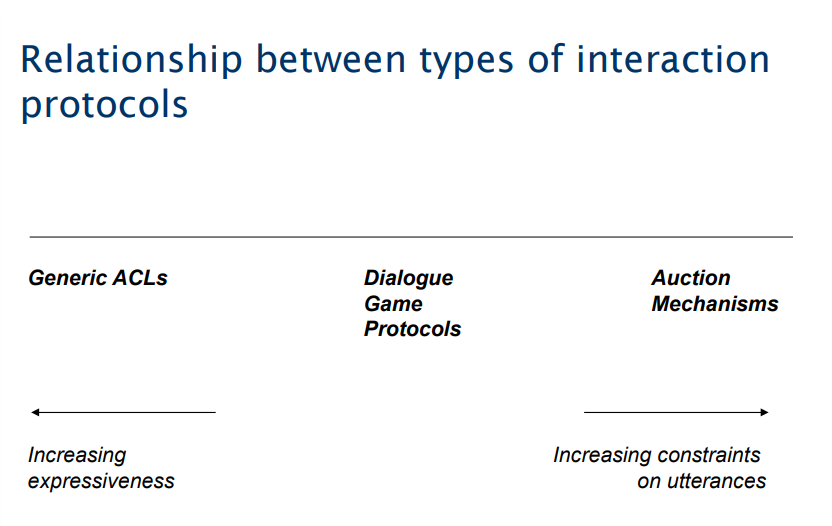 Relationship between types of interaction
protocols
Generic ACLs
Dialogue
Game
Protocols
Auction
Mechanisms
Increasing
expressiveness
Increasing constraints
on utterances